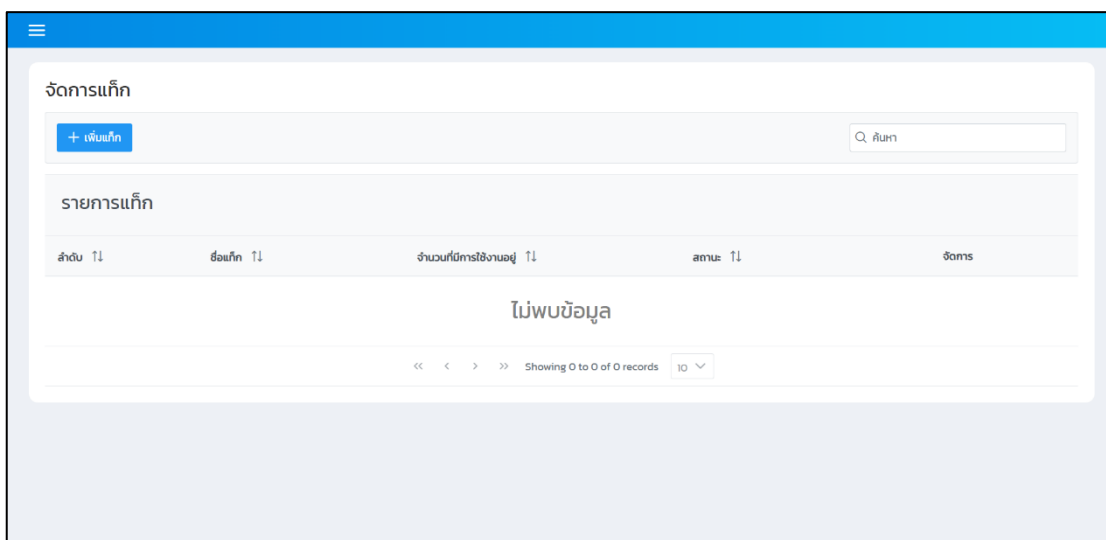 จัดการแท็ก
+ เพิ่มแท็ก
ค้นหา
รายการแท็ก
ลำดับ ชื่อแท็ก จำนวนที่มีการใช้งานอยู่ สถานะ จัดการ
ไม่พบข้อมูล
<< < > >> Showing 0 to 0 of 0 records 10